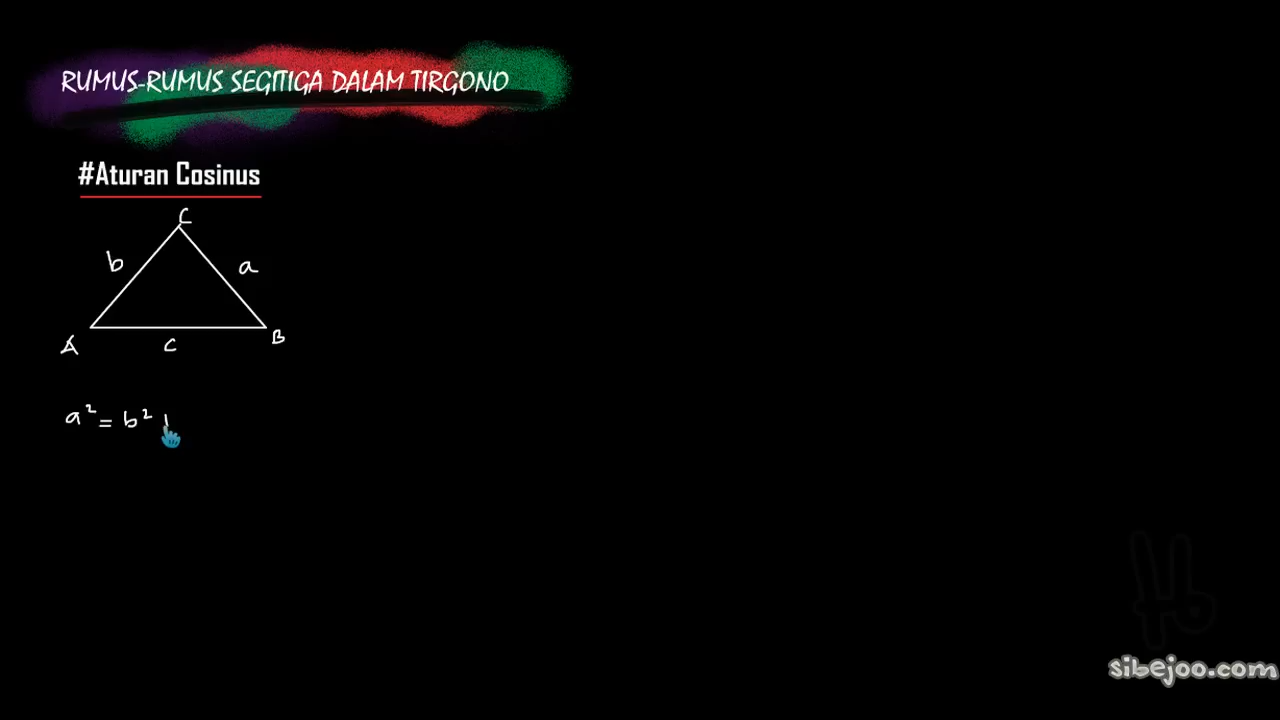 RUMUS-RUMUS SEGITIGA DALAM TIRGONO
#Aturan Cosinus
C
b a
A c B
a² = b²
sibejoo.com